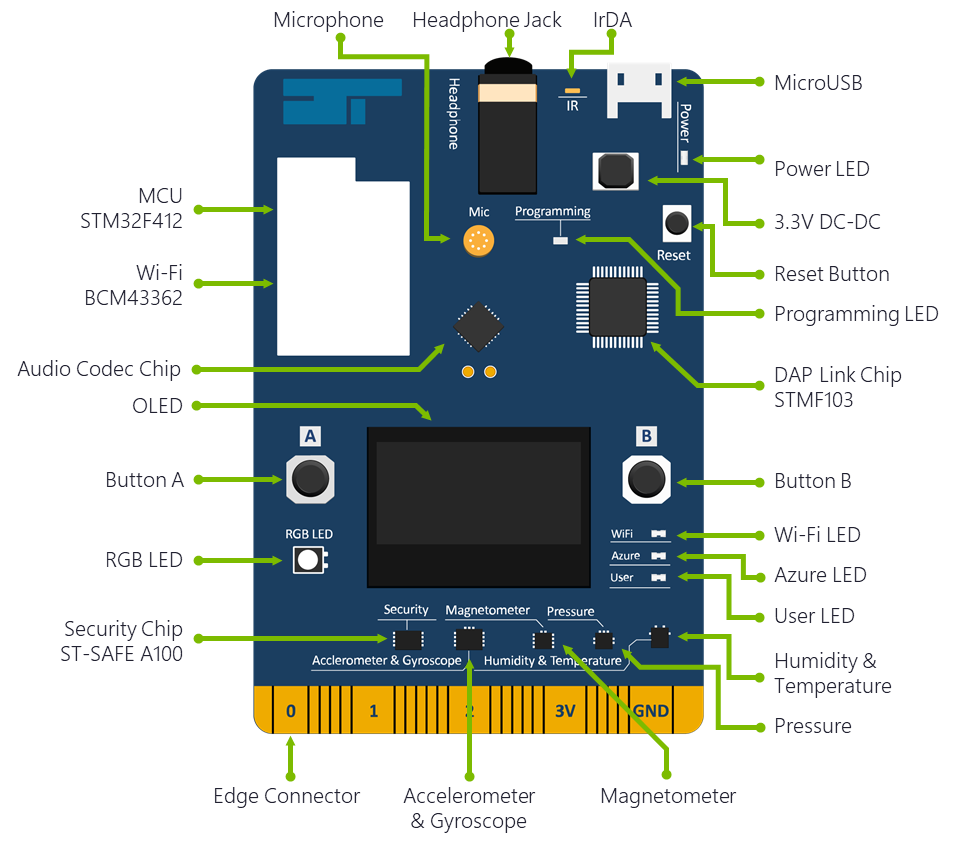 Microphone
Headphone Jack
IrDA
MicroUSB
Headphone
IR
Power
Power LED
MCU
STM32F412
Mic
Programming
3.3V DC-DC
Reset
Reset Button
Wi-Fi
BCM43362
Programming LED
Audio Codec Chip
DAP Link Chip
STMF103
OLED
A
B
Button A
Button B
RGB LED
WiFi
Wi-Fi LED
RGB LED
Azure
Azure LED
User
User LED
Security
Magnetometer
Pressure
Security Chip
ST-SAFE A100
Acclerometer & Gyroscope
Humidity & Temperature
Humidity &
Temperature
0
1
2
3V
GND
Pressure
Edge Connector
Accelerometer
& Gyroscope
Magnetometer